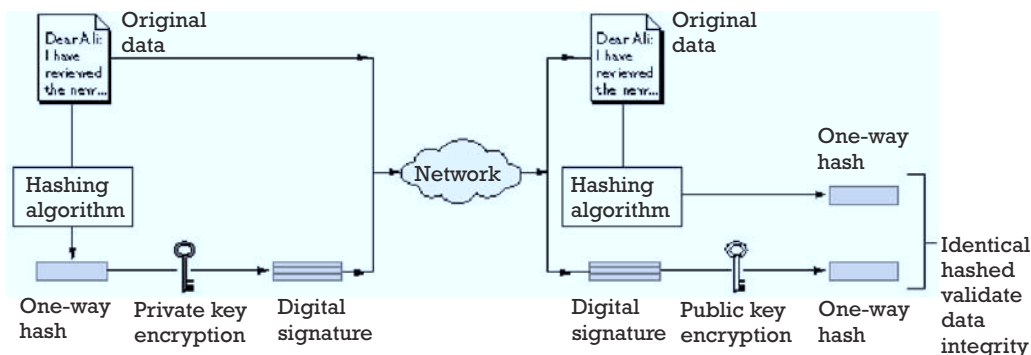 Original
data
Dear Ali:
I have
reviewed
the new...
Hashing
algorithm
One-way
hash
Private key
encryption
Digital
signature
Network
Original
data
Dear Ali:
I have
reviewed
the new...
Hashing
algorithm
One-way
hash
Digital
signature
Public key
encryption
One-way
hash
Identical
hashed
validate
data
integrity